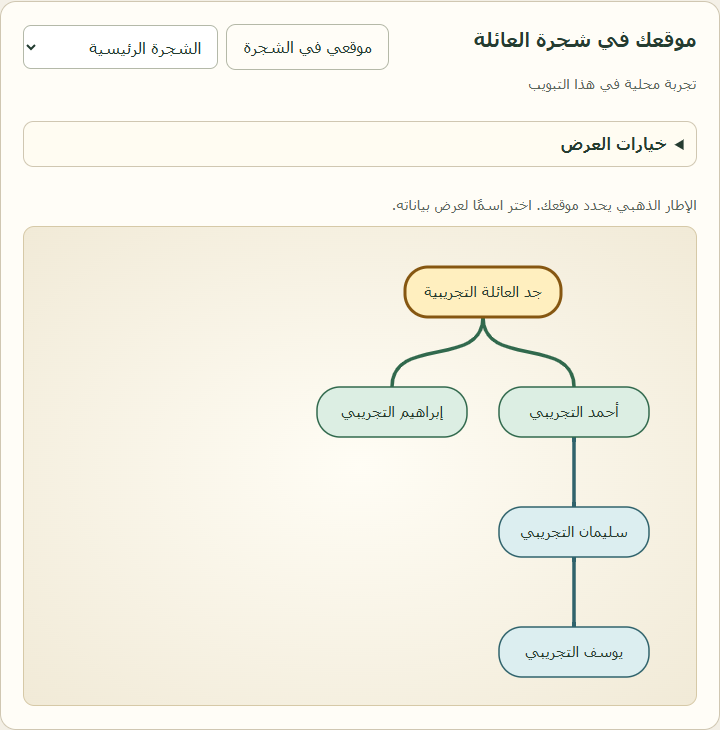 موقعك في شجرة العائلة
موقعي في الشجرة
الشجرة الرئيسية
تجربة محلية في هذا التبويب
خيارات العرض
الإطار الذهبي يحدد موقعك. اختر اسمًا لعرض بياناته.
جد العائلة التجريبية
أحمد التجريبي
إبراهيم التجريبي
سليمان التجريبي
يوسف التجريبي